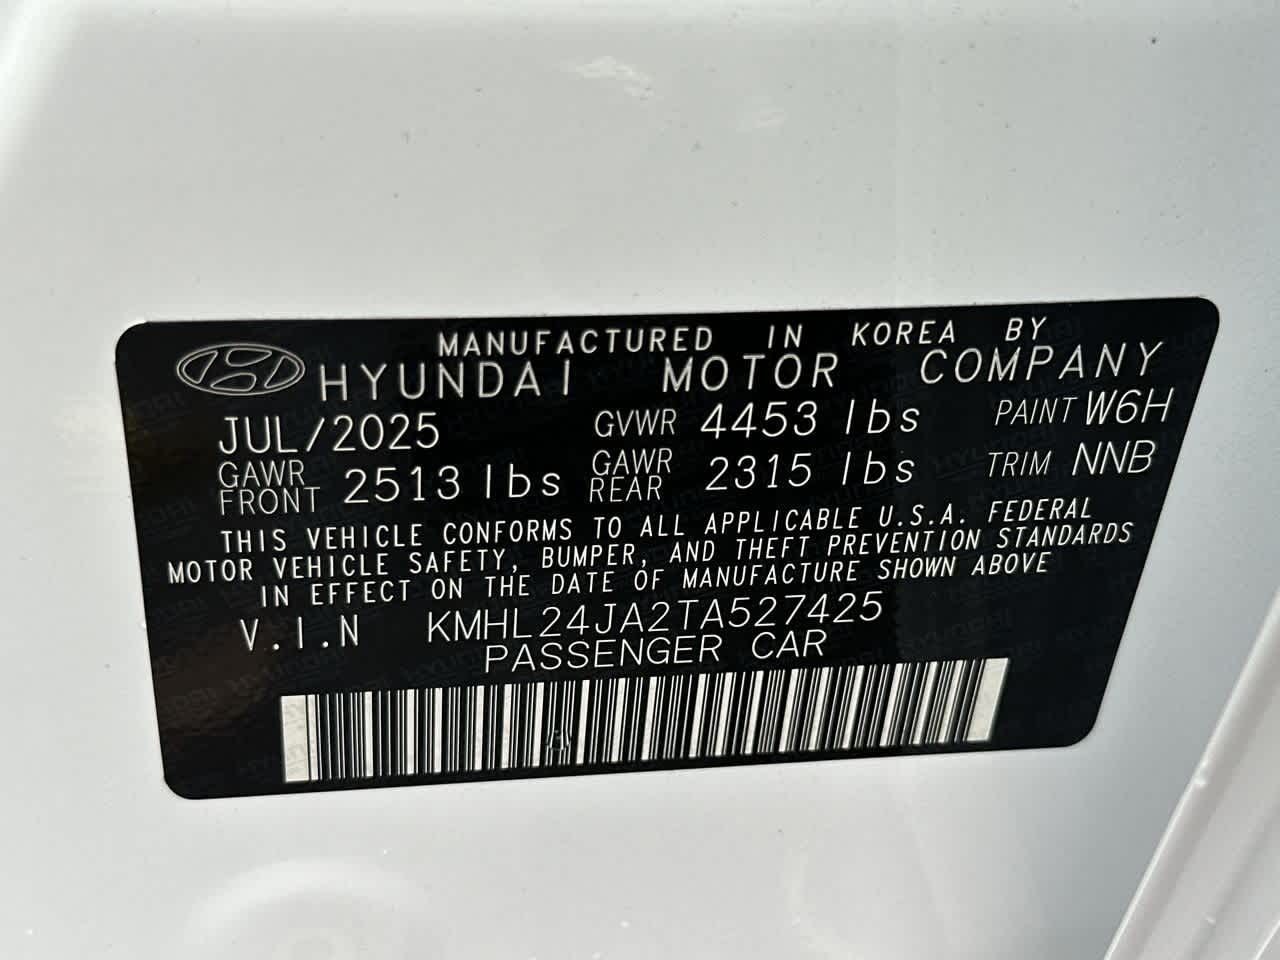 MANUFACTURED IN KOREA BY
HYUNDAI MOTOR COMPANY
JUL/2025 GVWR 4453 lbs PAINT W6H
GAWR FRONT 2513 lbs GAWR REAR 2315 lbs TRIM NNB
THIS VEHICLE CONFORMS TO ALL APPLICABLE U.S.A. FEDERAL
MOTOR VEHICLE SAFETY, BUMPER, AND THEFT PREVENTION STANDARDS
IN EFFECT ON THE DATE OF MANUFACTURE SHOWN ABOVE
V.I.N KMHL24JA2TA527425
PASSENGER CAR